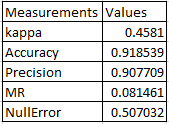 Measurements Values
kappa 0.4581
Accuracy 0.918539
Precision 0.907709
MR 0.081461
NullError 0.507032